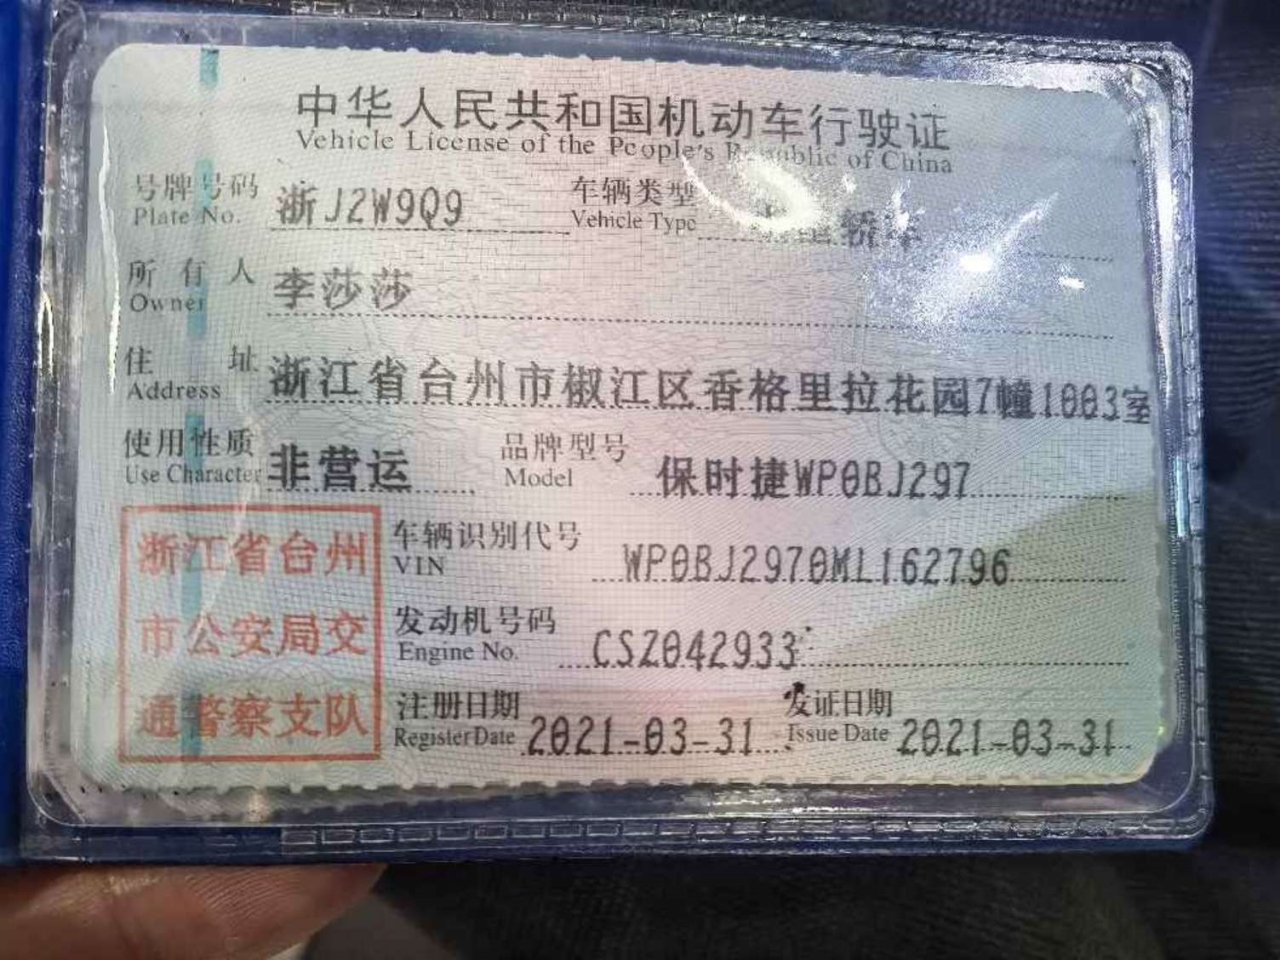 中华人民共和国机动车行驶证
Vehicle License of the People's Republic of China
号牌号码 浙J2W9Q9 车辆类型 轿车
Plate No. Vehicle Type
所有人 李莎莎
Owner
住址 浙江省台州市椒江区香格里拉花园7幢1003室
Address
使用性质 非营运 品牌型号 保时捷WP0BJ297
Use Character Model
浙江省台州
市公安局交
通警察支队
车辆识别代号 WP0BJ2970ML162796
VIN
发动机号码 CSZ042933
Engine No.
注册日期 2021-03-31 发证日期 2021-03-31
Register Date Issue Date